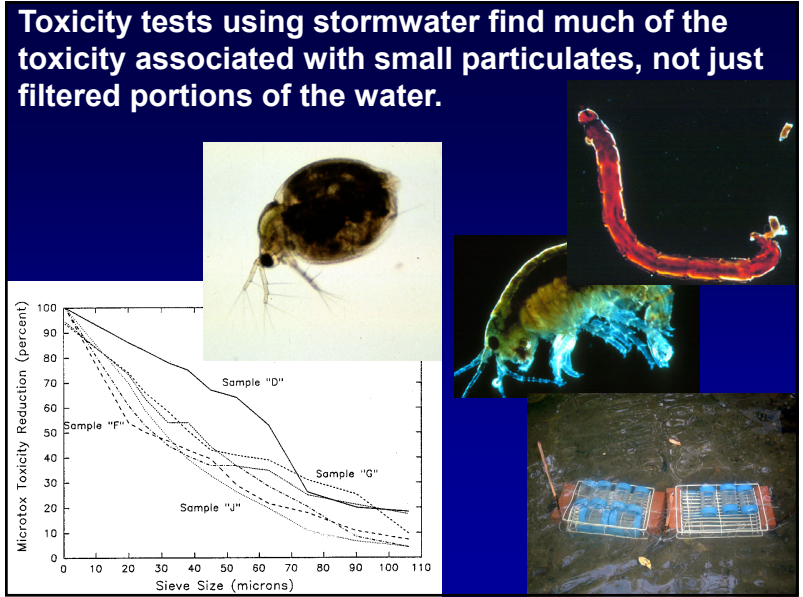 Toxicity tests using stormwater find much of the
toxicity associated with small particulates, not just
filtered portions of the water.
Microtox Toxicity Reduction (percent)
100
90
80
70
60
50
40
30
20
10
0
Sample "D"
Sample "F"
Sample "G"
Sample "J"
0 10 20 30 40 50 60 70 80 90 100 110
Sieve Size (microns)